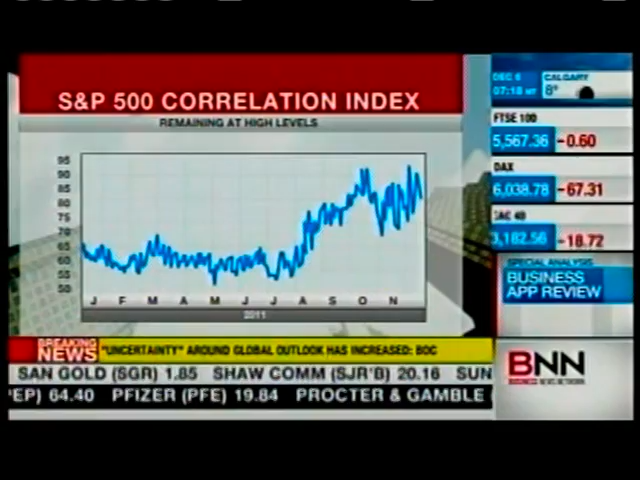 S&P 500 CORRELATION INDEX
REMAINING AT HIGH LEVELS
95
90
85
80
75
70
65
60
55
50
J F M A M J J A S O N
2011
DEC 6
07:18 MT
CALGARY
8°
FTSE 100
5,567.36 -0.60
DAX
6,038.78 -67.31
CAC 40
3,182.56 -18.72
SPECIAL ANALYSIS
BUSINESS
APP REVIEW
BREAKING
NEWS
"UNCERTAINTY" AROUND GLOBAL OUTLOOK HAS INCREASED: BOC
SAN GOLD (SGR) 1.85 SHAW COMM (SJR'B) 20.16 SUN
EP) 64.40 PFIZER (PFE) 19.84 PROCTER & GAMBLE (
BNN
BUSINESS NEWS NETWORK